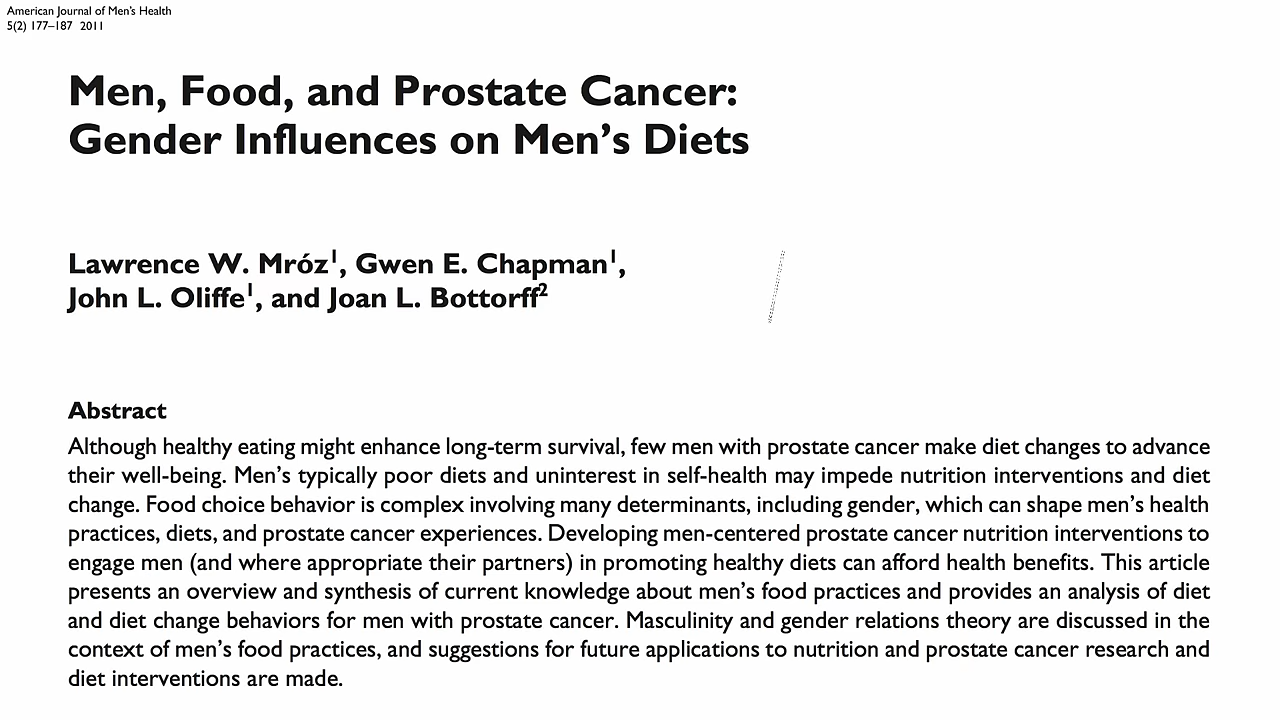 American Journal of Men's Health
5(2) 177–187 2011
Men, Food, and Prostate Cancer:
Gender Influences on Men's Diets
Lawrence W. Mróz¹, Gwen E. Chapman¹,
John L. Oliffe¹, and Joan L. Bottorff²
Abstract
Although healthy eating might enhance long-term survival, few men with prostate cancer make diet changes to advance
their well-being. Men's typically poor diets and uninterest in self-health may impede nutrition interventions and diet
change. Food choice behavior is complex involving many determinants, including gender, which can shape men's health
practices, diets, and prostate cancer experiences. Developing men-centered prostate cancer nutrition interventions to
engage men (and where appropriate their partners) in promoting healthy diets can afford health benefits. This article
presents an overview and synthesis of current knowledge about men's food practices and provides an analysis of diet
and diet change behaviors for men with prostate cancer. Masculinity and gender relations theory are discussed in the
context of men's food practices, and suggestions for future applications to nutrition and prostate cancer research and
diet interventions are made.